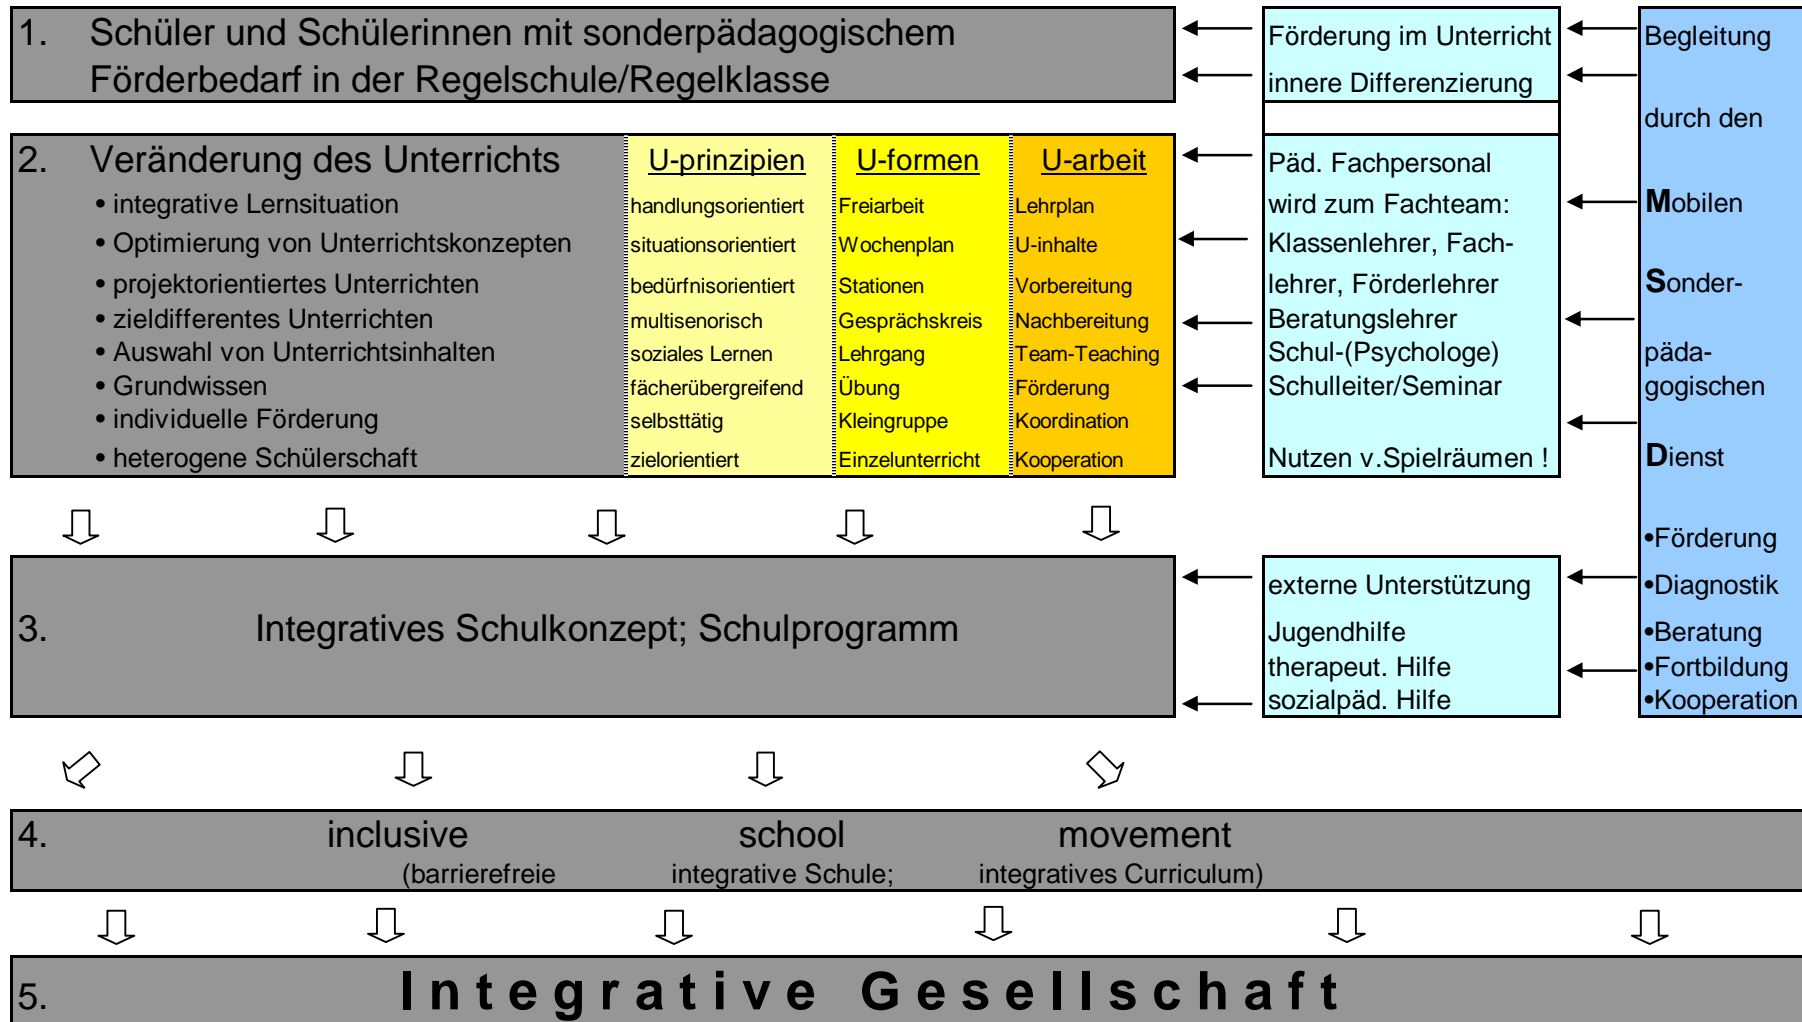 1. Schüler und Schülerinnen mit sonderpädagogischem
Förderbedarf in der Regelschule/Regelklasse
Förderung im Unterricht
innere Differenzierung
2. Veränderung des Unterrichts
• integrative Lernsituation
• Optimierung von Unterrichtskonzepten
• projektorientiertes Unterrichten
• zieldifferentes Unterrichten
• Auswahl von Unterrichtsinhalten
• Grundwissen
• individuelle Förderung
• heterogene Schülerschaft
U-prinzipien
handlungsorientiert
situationsorientiert
bedürfnisorientiert
multisenorisch
soziales Lernen
fächerübergreifend
selbsttätig
zielorientiert
U-formen
Freiarbeit
Wochenplan
Stationen
Gesprächskreis
Lehrgang
Übung
Kleingruppe
Einzelunterricht
U-arbeit
Lehrplan
U-inhalte
Vorbereitung
Nachbereitung
Team-Teaching
Förderung
Koordination
Kooperation
Päd. Fachpersonal
wird zum Fachteam:
Klassenlehrer, Fach-
lehrer, Förderlehrer
Beratungslehrer
Schul-(Psychologe)
Schulleiter/Seminar
Nutzen v.Spielräumen !
3. Integratives Schulkonzept; Schulprogramm
externe Unterstützung
Jugendhilfe
therapeut. Hilfe
sozialpäd. Hilfe
Begleitung
durch den
Mobilen
Sonder-
päda-
gogischen
Dienst
•Förderung
•Diagnostik
•Beratung
•Fortbildung
•Kooperation
4. inclusive school movement
(barrierefreie integrative Schule; integratives Curriculum)
5. Integrative Gesellschaft